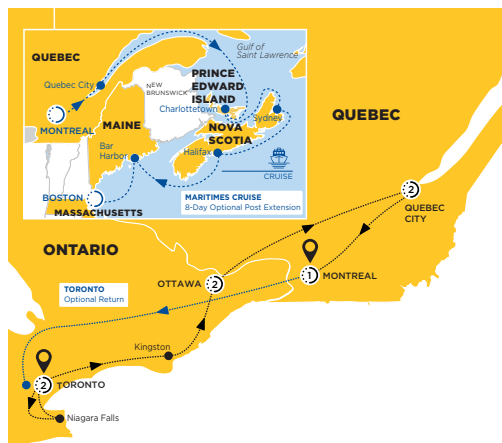 QUEBEC
Gulf of
Saint Lawrence
Quebec City
NEW
BRUNSWICK
PRINCE
EDWARD
ISLAND
Charlottetown
Sydney
MONTREAL
MAINE
NOVA
SCOTIA
Bar
Harbor
Halifax
CRUISE
BOSTON
MASSACHUSETTS
MARITIMES CRUISE
8-Day Optional Post Extension
QUEBEC
2
QUEBEC
CITY
ONTARIO
OTTAWA
2
1
MONTREAL
TORONTO
Optional Return
Kingston
2
TORONTO
Niagara Falls